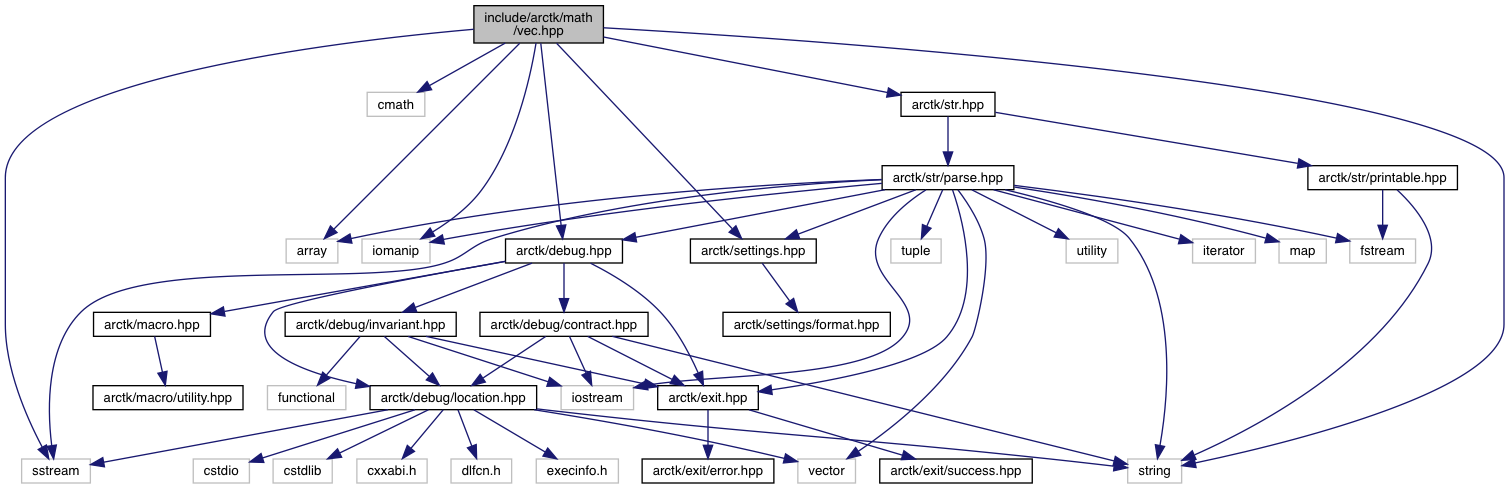 include/arctk/math
/vec.hpp
cmath
arctk/str.hpp
arctk/str/parse.hpp
arctk/str/printable.hpp
array
iomanip
arctk/debug.hpp
arctk/settings.hpp
tuple
utility
iterator
map
fstream
arctk/macro.hpp
arctk/debug/invariant.hpp
arctk/debug/contract.hpp
arctk/settings/format.hpp
arctk/macro/utility.hpp
functional
arctk/debug/location.hpp
iostream
arctk/exit.hpp
sstream
cstdio
cstdlib
cxxabi.h
dlfcn.h
execinfo.h
arctk/exit/error.hpp
vector
arctk/exit/success.hpp
string